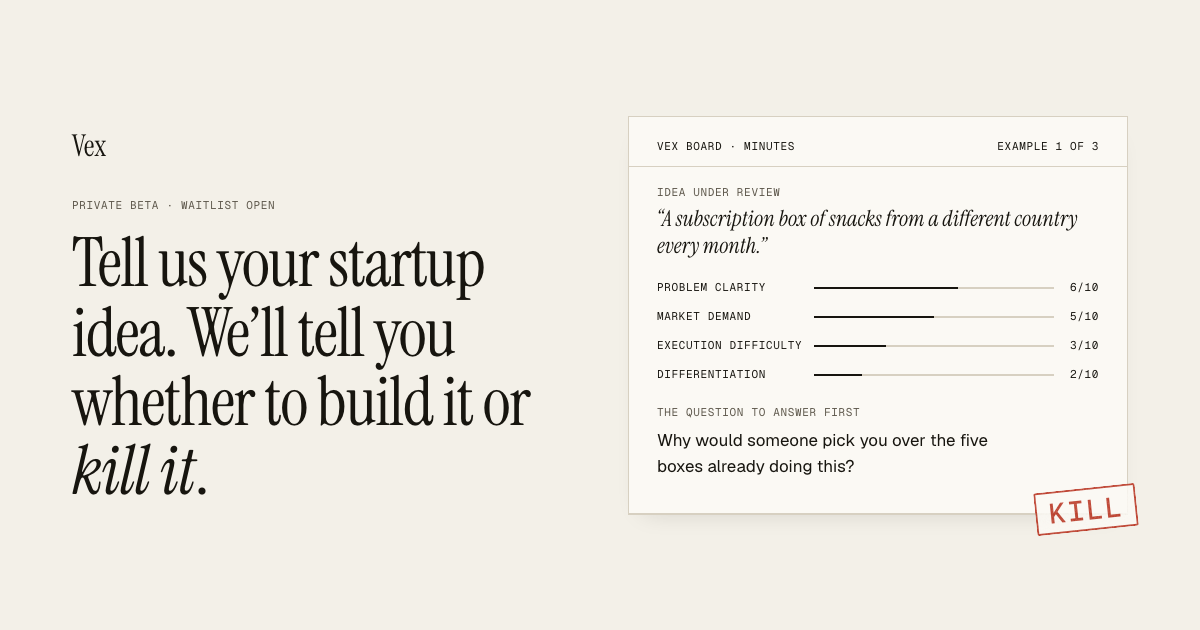 Vex
PRIVATE BETA · WAITLIST OPEN
Tell us your startup
idea. We’ll tell you
whether to build it or
kill it.
VEX BOARD · MINUTES
EXAMPLE 1 OF 3
IDEA UNDER REVIEW
“A subscription box of snacks from a different country
every month.”
PROBLEM CLARITY 6/10
MARKET DEMAND 5/10
EXECUTION DIFFICULTY 3/10
DIFFERENTIATION 2/10
THE QUESTION TO ANSWER FIRST
Why would someone pick you over the five
boxes already doing this?
KILL